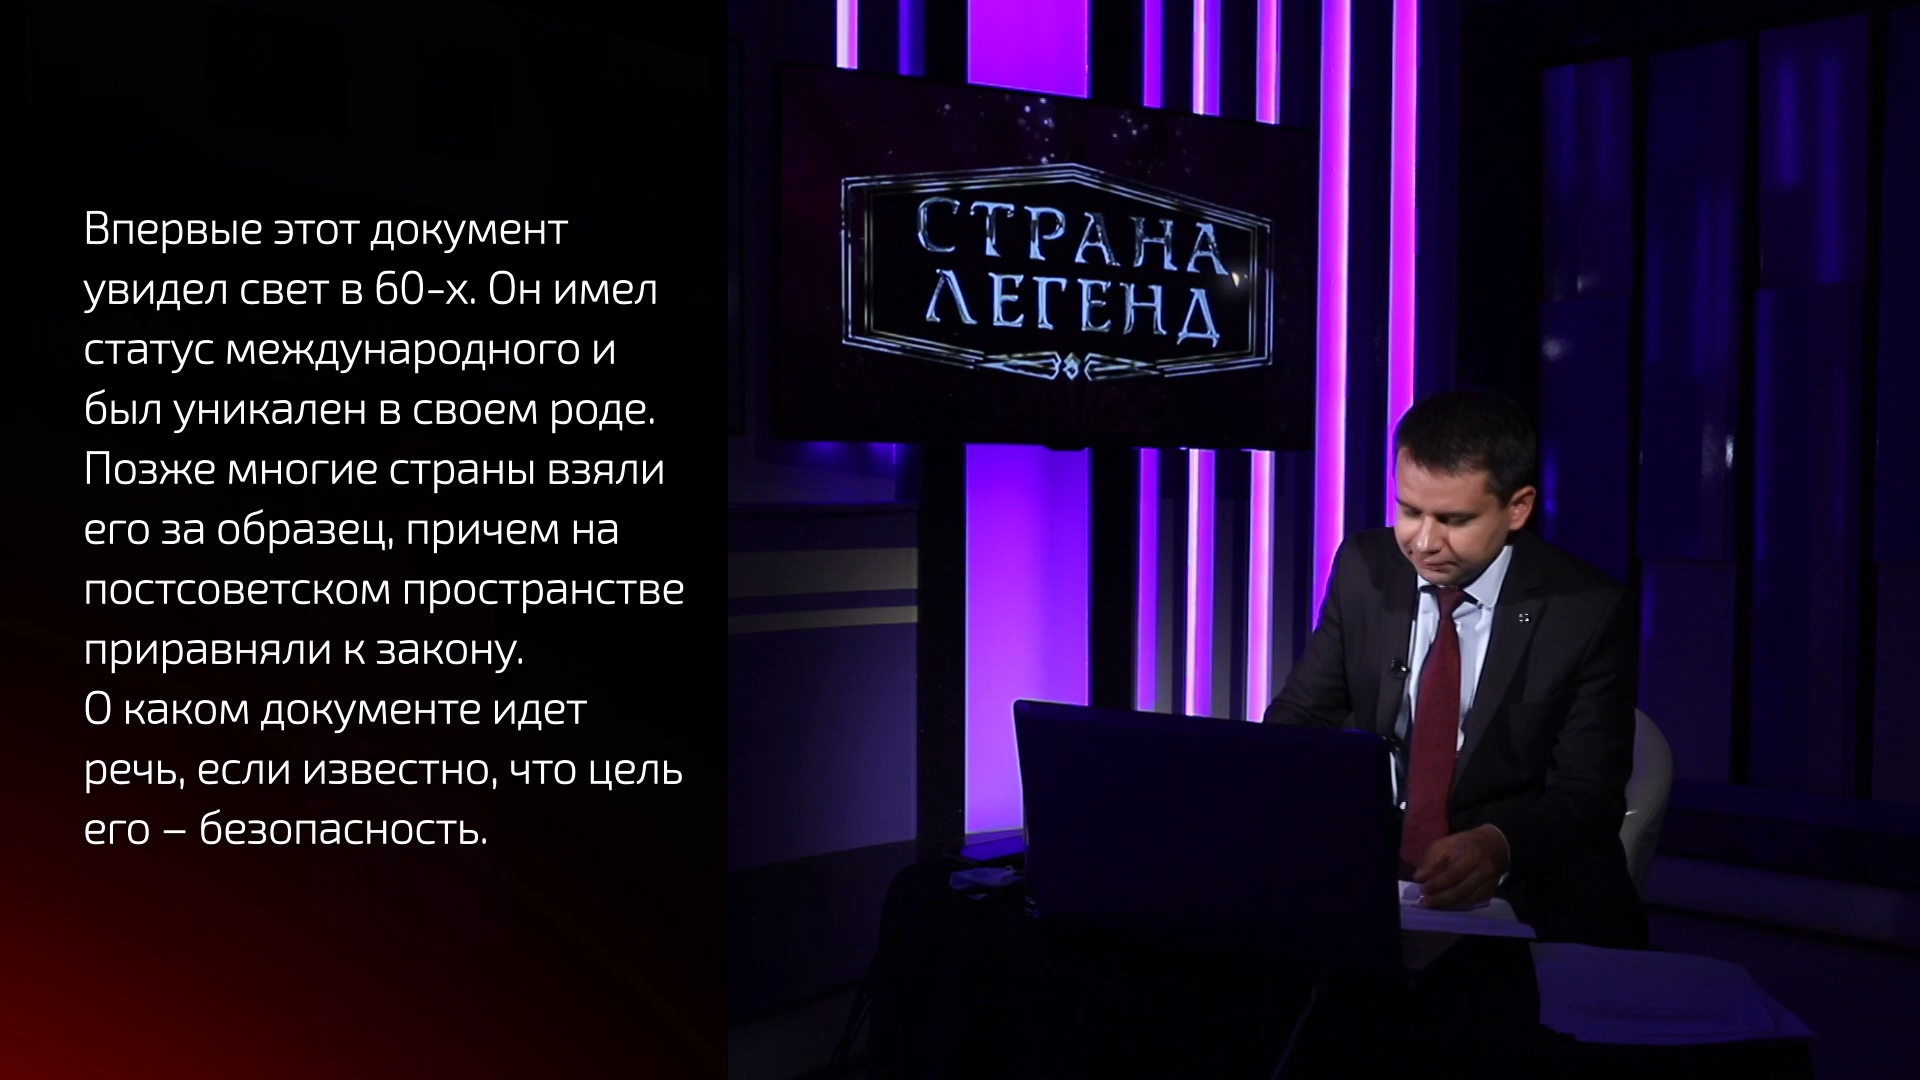 Впервые этот документ
увидел свет в 60-х. Он имел
статус международного и
был уникален в своем роде.
Позже многие страны взяли
его за образец, причем на
постсоветском пространстве
приравняли к закону.
О каком документе идет
речь, если известно, что цель
его – безопасность.
СТРАНА
ЛЕГЕНД